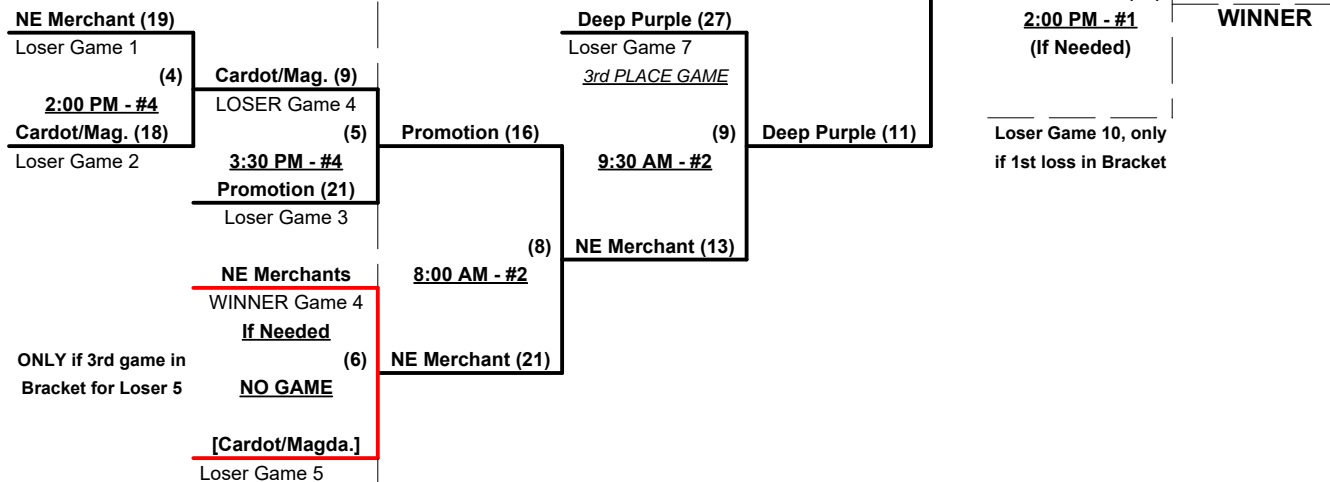 NE Merchant (19)
Loser Game 1
(4)
2:00 PM - #4
Cardot/Mag. (18)
Loser Game 2
Cardot/Mag. (9)
LOSER Game 4
(5)
3:30 PM - #4
Promotion (21)
Loser Game 3
NE Merchants
WINNER Game 4
If Needed
(6)
NO GAME
[Cardot/Magda.]
Loser Game 5
ONLY if 3rd game in
Bracket for Loser 5
Promotion (16)
(8)
8:00 AM - #2
NE Merchant (21)
Deep Purple (27)
Loser Game 7
3rd PLACE GAME
(9)
9:30 AM - #2
NE Merchant (13)
Deep Purple (11)
2:00 PM - #1
(If Needed)
WINNER
Loser Game 10, only
if 1st loss in Bracket